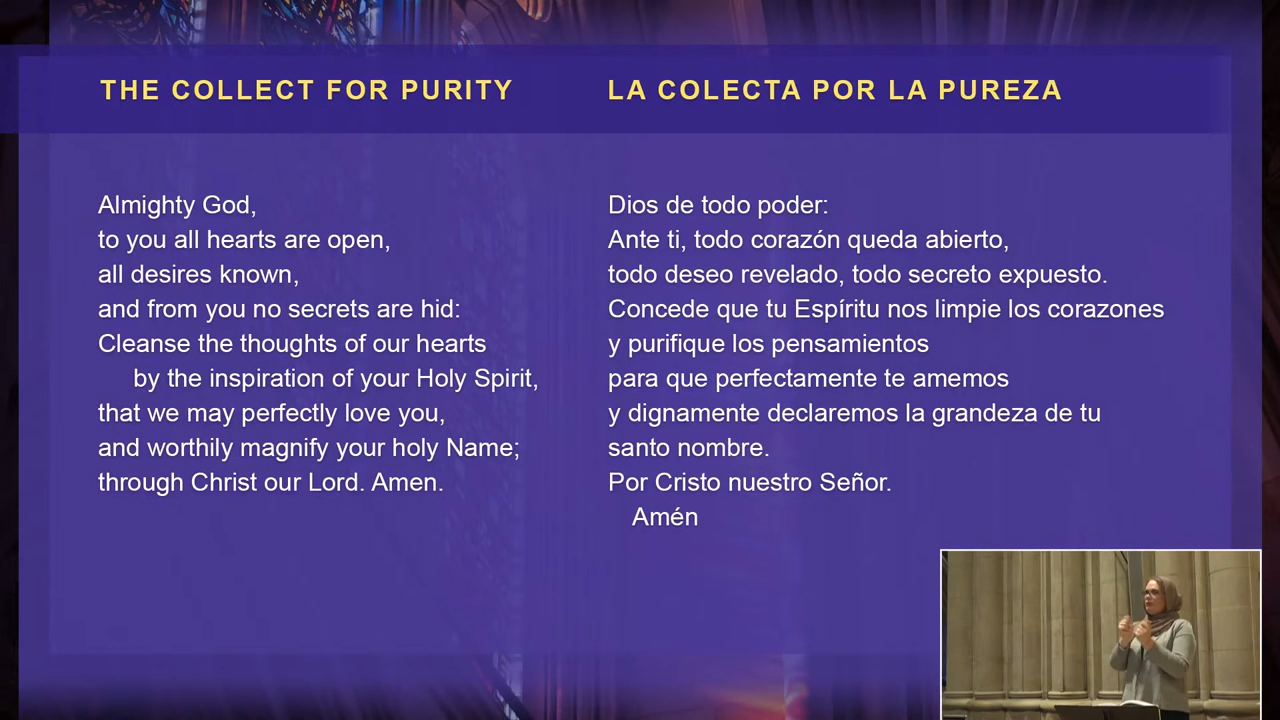 THE COLLECT FOR PURITY
Almighty God,
to you all hearts are open,
all desires known,
and from you no secrets are hid:
Cleanse the thoughts of our hearts
by the inspiration of your Holy Spirit,
that we may perfectly love you,
and worthily magnify your holy Name;
through Christ our Lord. Amen.
LA COLECTA POR LA PUREZA
Dios de todo poder:
Ante ti, todo corazón queda abierto,
todo deseo revelado, todo secreto expuesto.
Concede que tu Espíritu nos limpie los corazones
y purifique los pensamientos
para que perfectamente te amemos
y dignamente declaremos la grandeza de tu
santo nombre.
Por Cristo nuestro Señor.
Amén